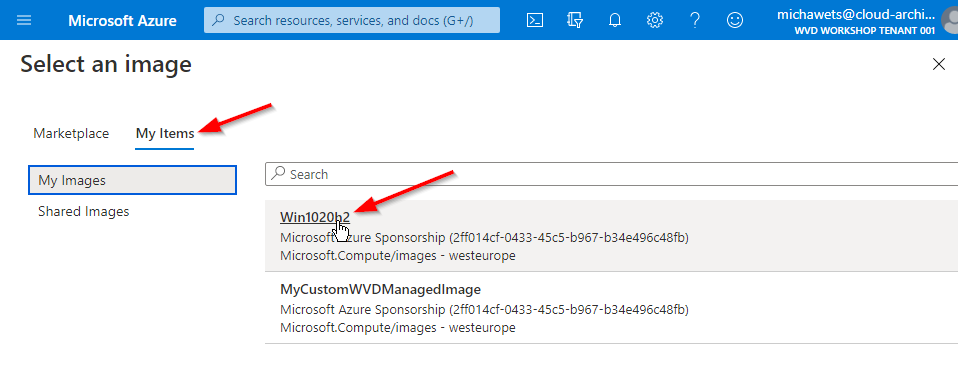 Microsoft Azure
Search resources, services, and docs (G+/)
michawets@cloud-archi...
WVD WORKSHOP TENANT 001
Select an image
Marketplace
My Items
My Images
Shared Images
Search
Win1020h2
Microsoft Azure Sponsorship (2ff014cf-0433-45c5-b967-b34e496c48fb)
Microsoft.Compute/images - westeurope
MyCustomWVDManagedImage
Microsoft Azure Sponsorship (2ff014cf-0433-45c5-b967-b34e496c48fb)
Microsoft.Compute/images - westeurope